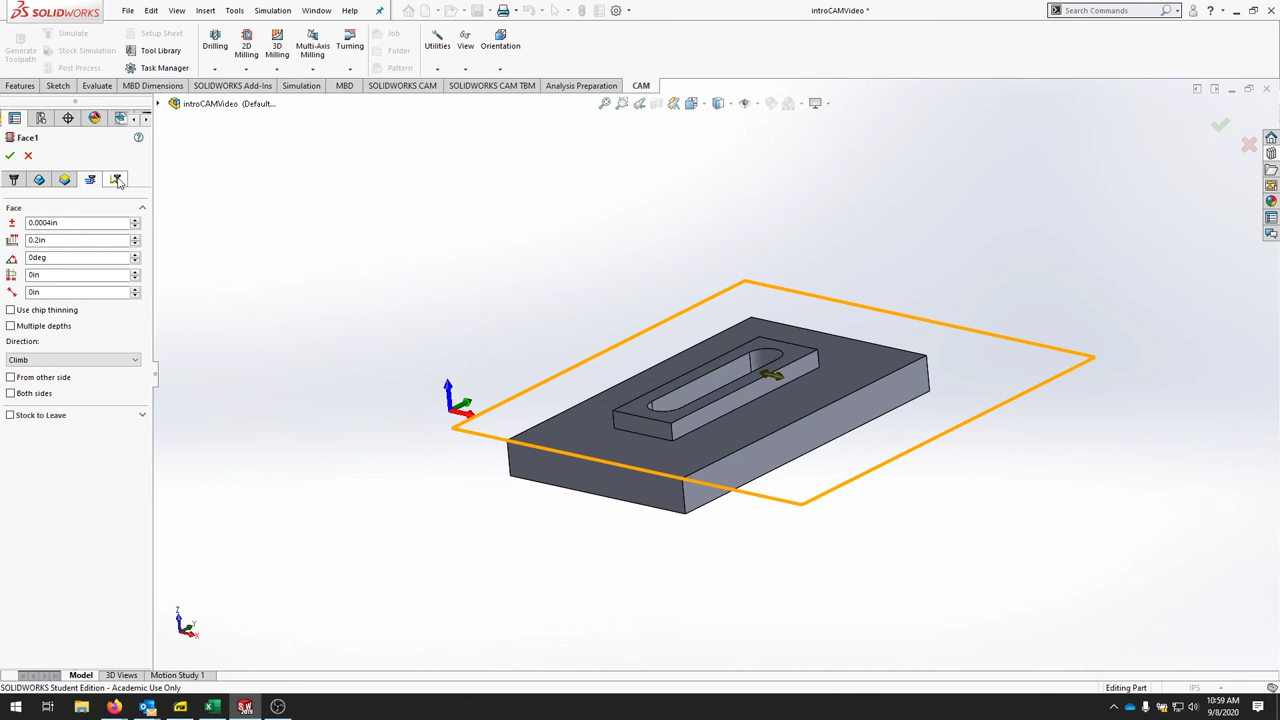 SOLIDWORKS File Edit View Insert Tools Simulation Window Help introCAMVideo * Search Commands
Generate Toolpath Simulate Stock Simulation Post Process Setup Sheet Tool Library Task Manager Drilling 2D Milling 3D Milling Multi-Axis Milling Turning Job Folder Pattern Utilities View Orientation
Features Sketch Evaluate MBD Dimensions SOLIDWORKS Add-Ins Simulation MBD SOLIDWORKS CAM SOLIDWORKS CAM TBM Analysis Preparation CAM
introCAMVideo (Default...
Face1
Face
0.0004in
0.2in
0deg
0in
0in
Use chip thinning
Multiple depths
Direction:
Climb
From other side
Both sides
Stock to Leave
Z
Y
X
Model 3D Views Motion Study 1
SOLIDWORKS Student Edition - Academic Use Only Editing Part IPS
10:59 AM
9/8/2020